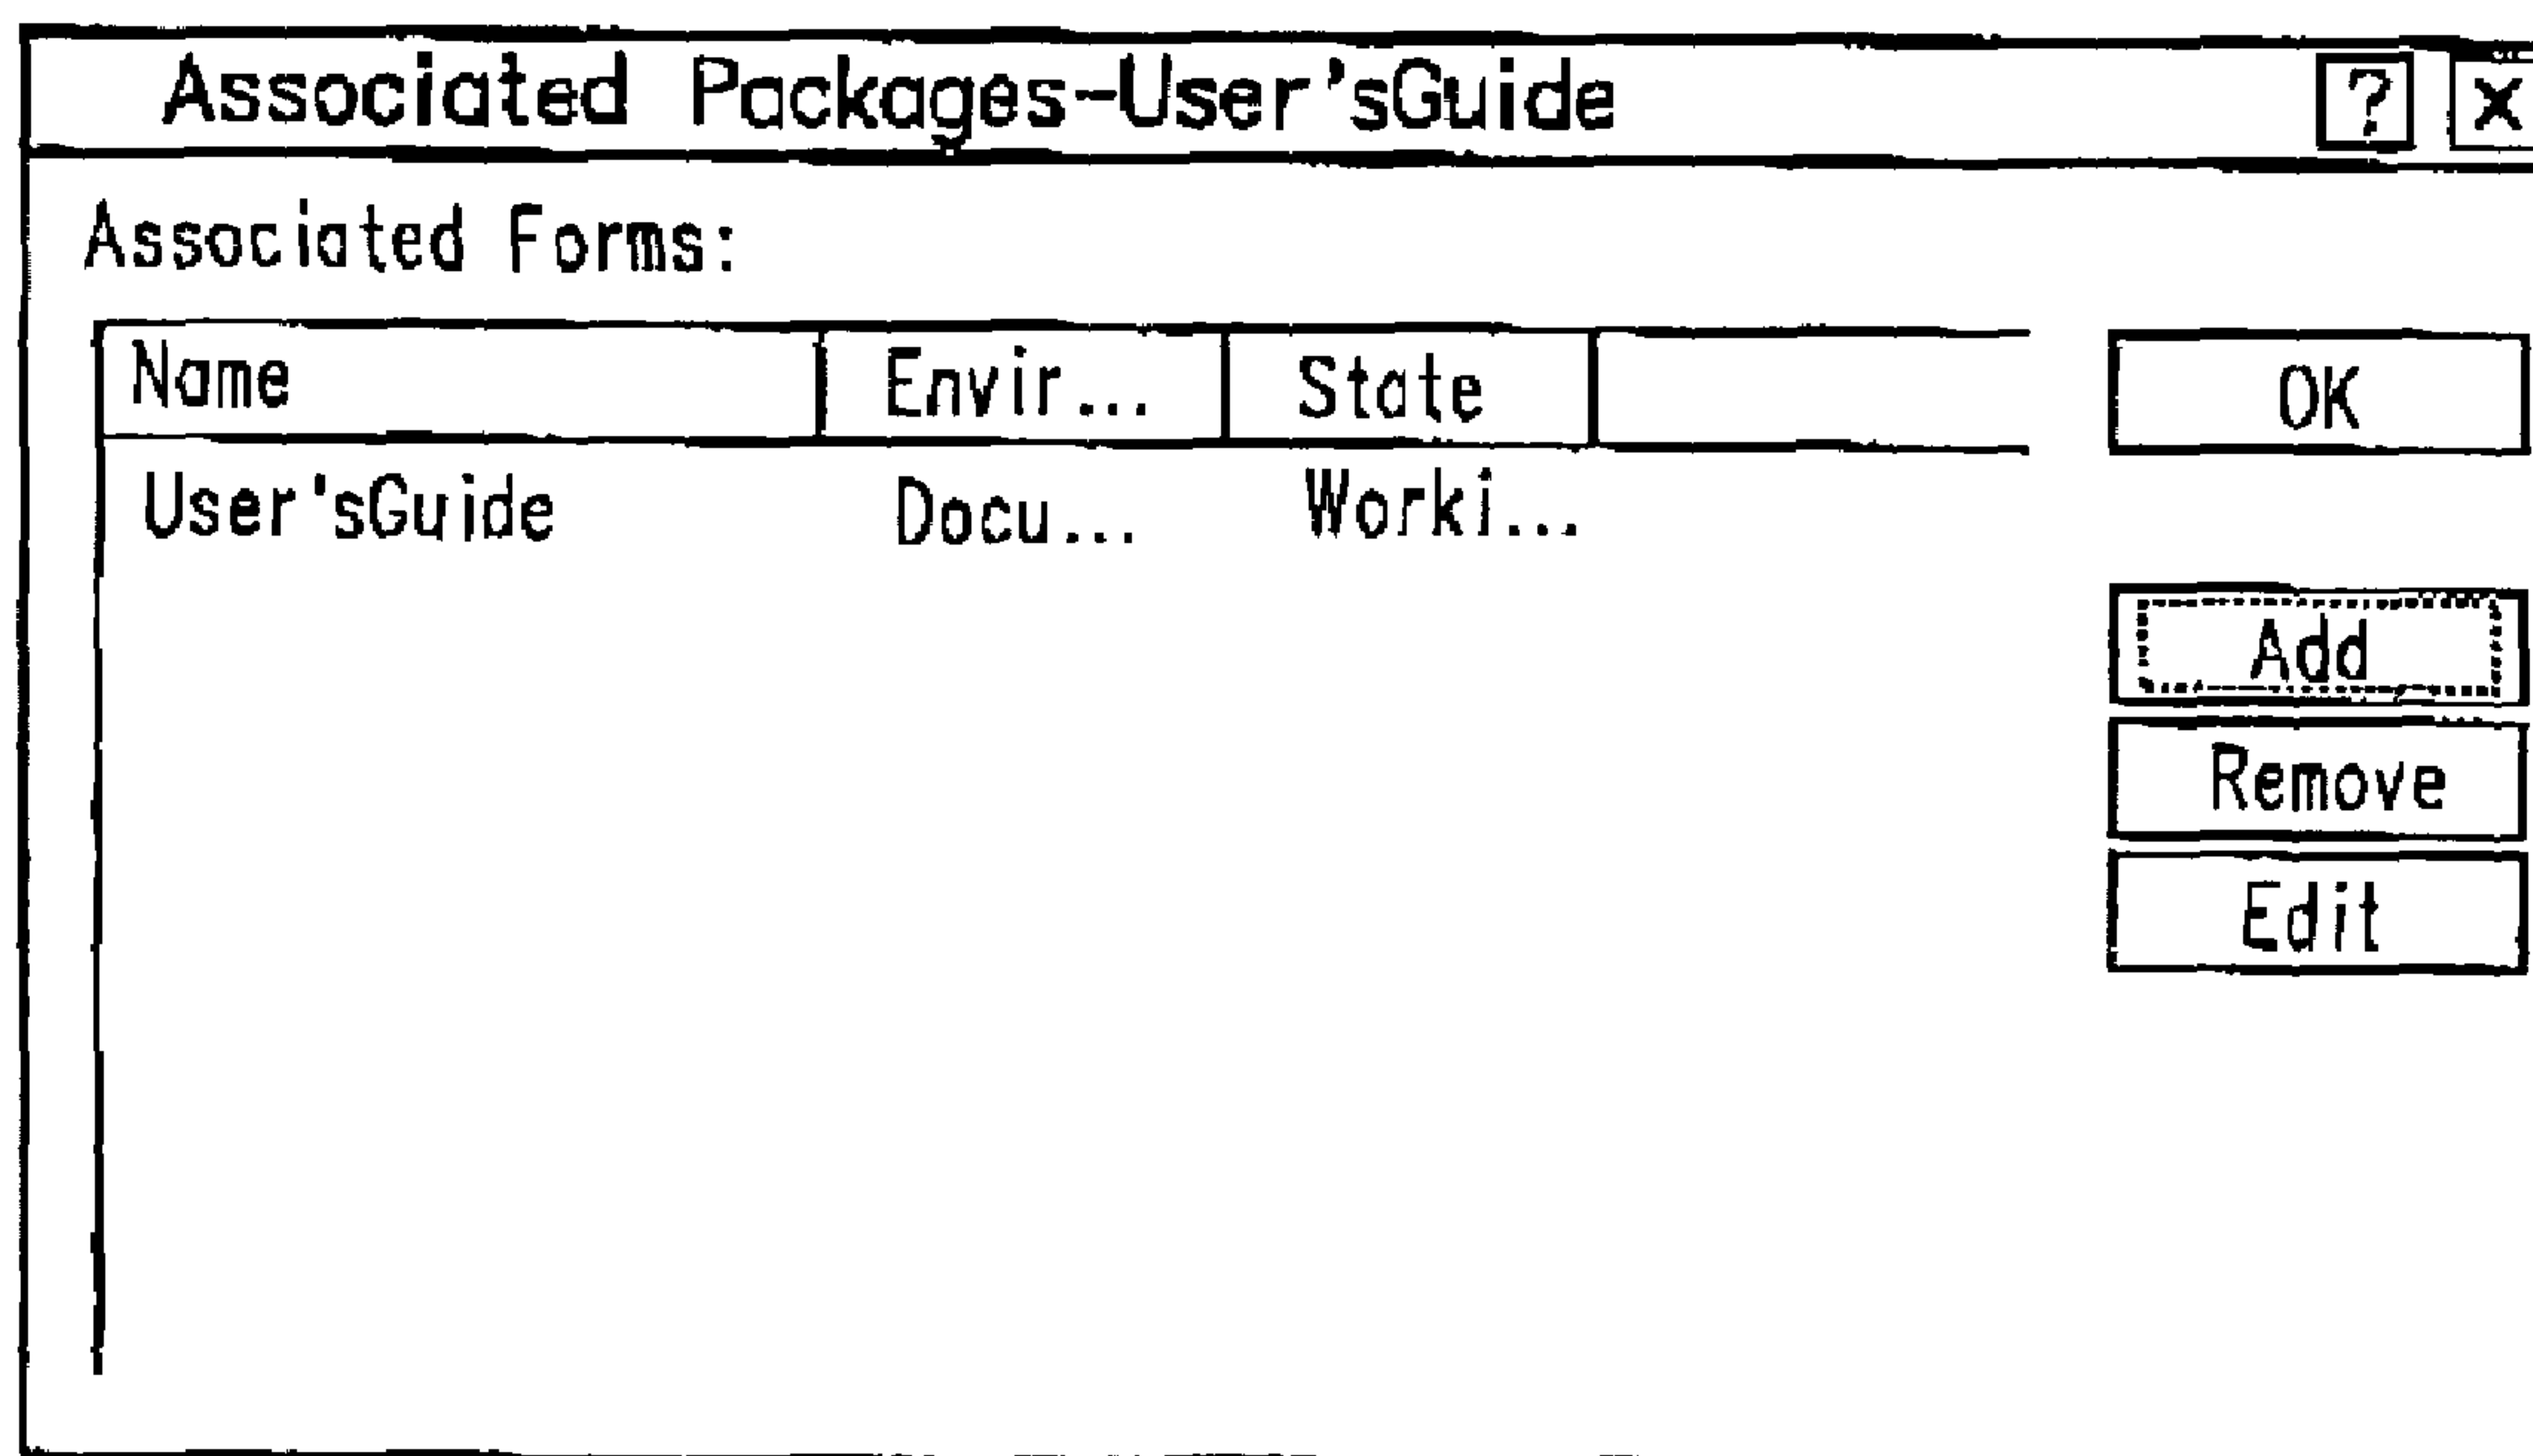 Associated Packages-User'sGuide ? X
Associated Forms:
Name Envir... State
OK
User'sGuide Docu... Worki...
Add
Remove
Edit